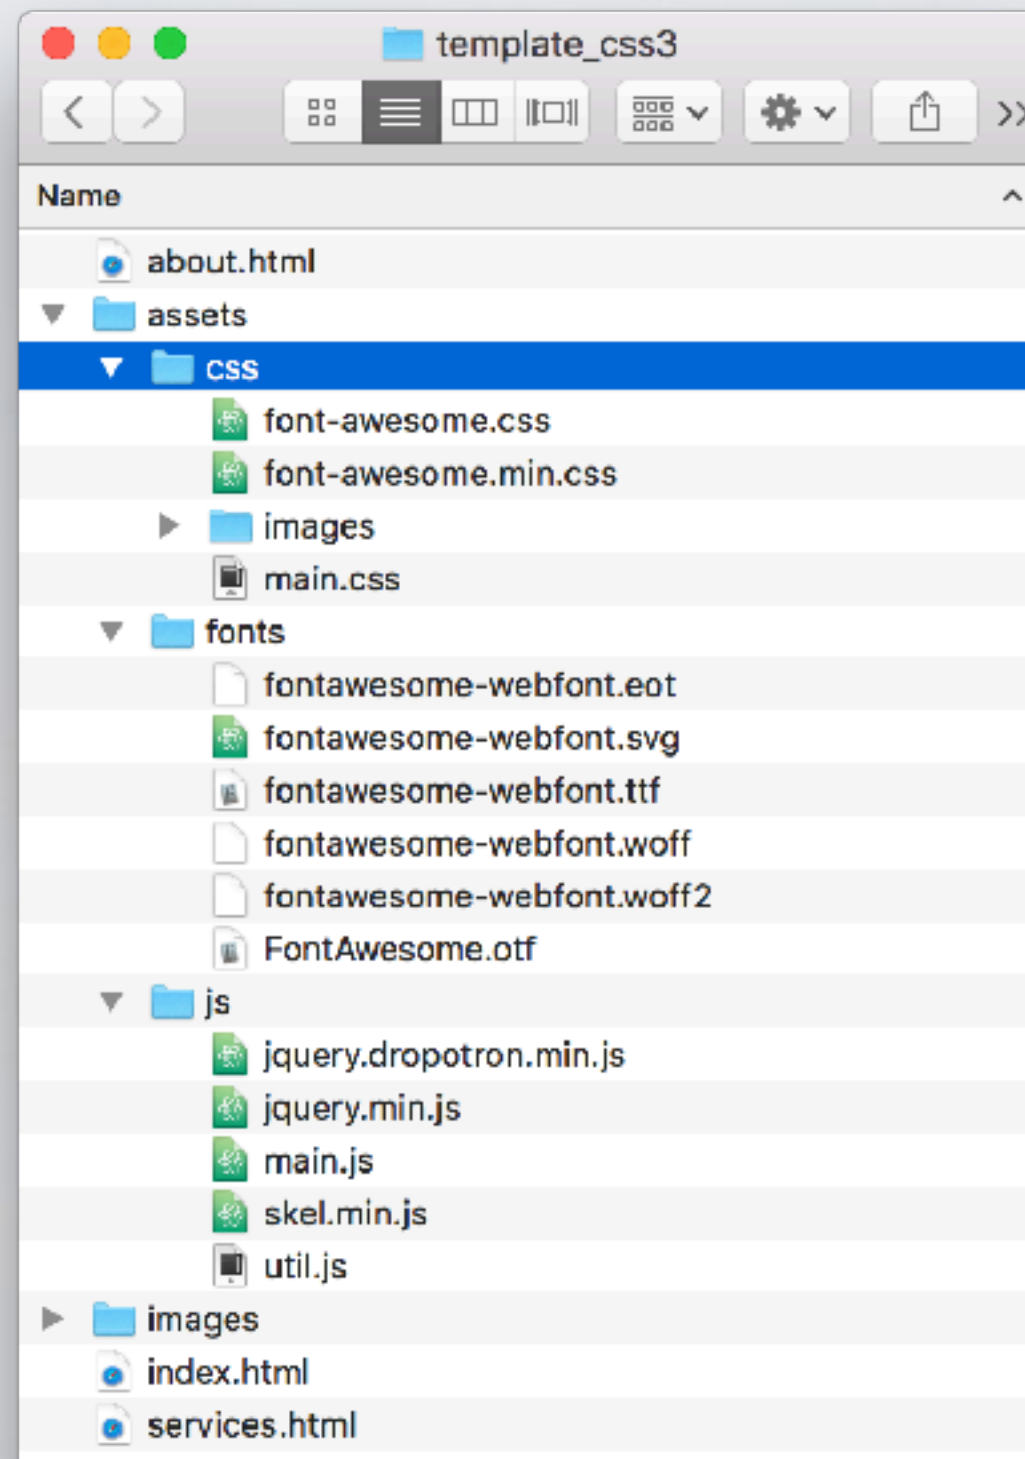 template_css3
Name
about.html
assets
css
font-awesome.css
font-awesome.min.css
images
main.css
fonts
fontawesome-webfont.eot
fontawesome-webfont.svg
fontawesome-webfont.ttf
fontawesome-webfont.woff
fontawesome-webfont.woff2
FontAwesome.otf
js
jquery.dropotron.min.js
jquery.min.js
main.js
skel.min.js
util.js
images
index.html
services.html